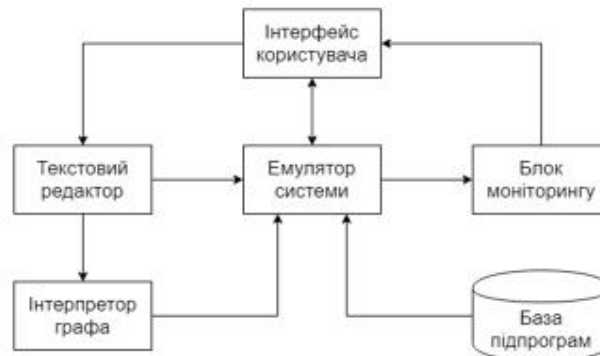 Інтерфейс
користувача
Текстовий
редактор
Емулятор
системи
Блок
моніторингу
Інтерпретор
графа
База
підпрограм